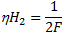 ηH₂ = 1/2F